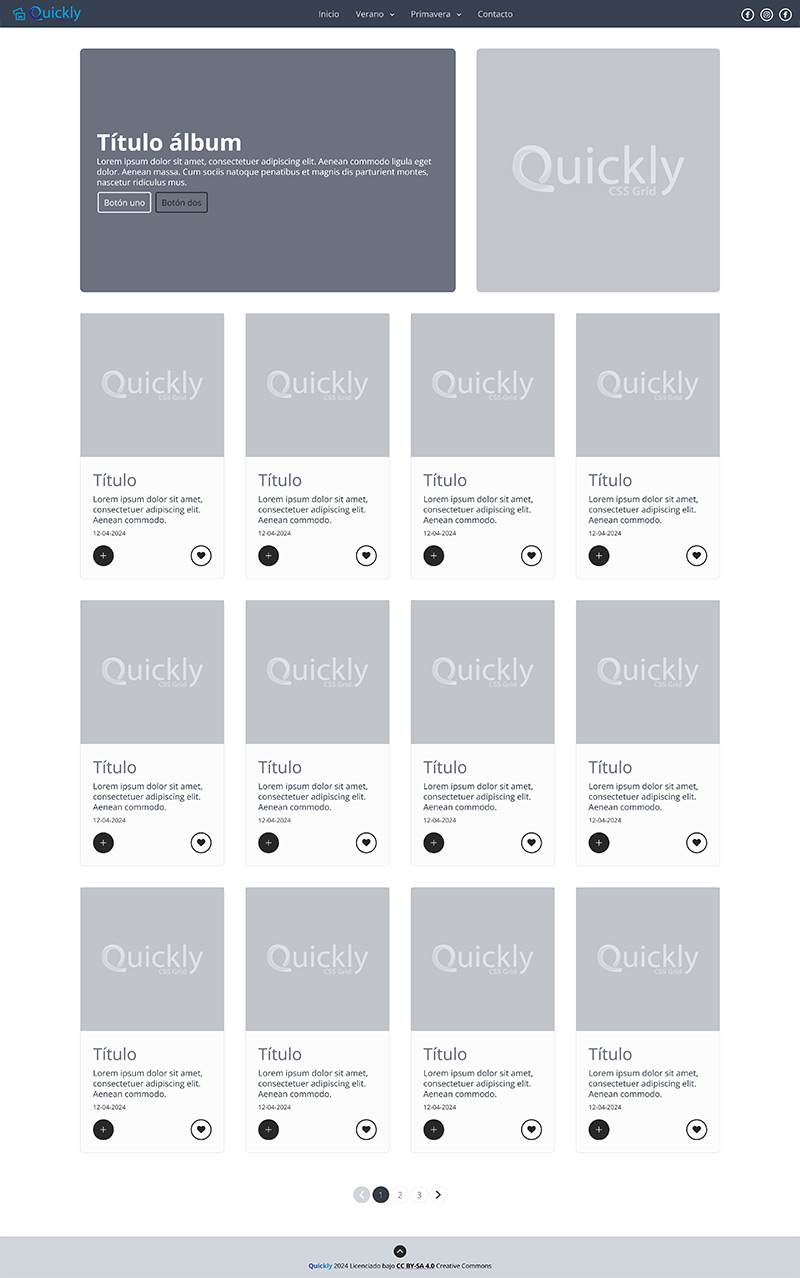 Quickly
Inicio Verano Primavera Contacto
Título álbum
Lorem ipsum dolor sit amet, consectetuer adipiscing elit. Aenean commodo ligula eget
dolor. Aenean massa. Cum sociis natoque penatibus et magnis dis parturient montes,
nascetur ridiculus mus.
Botón uno Botón dos
Quickly
CSS Grid
Quickly
CSS Grid
Título
Lorem ipsum dolor sit amet,
consectetuer adipiscing elit.
Aenean commodo.
12-04-2024
Quickly
CSS Grid
Título
Lorem ipsum dolor sit amet,
consectetuer adipiscing elit.
Aenean commodo.
12-04-2024
Quickly
CSS Grid
Título
Lorem ipsum dolor sit amet,
consectetuer adipiscing elit.
Aenean commodo.
12-04-2024
Quickly
CSS Grid
Título
Lorem ipsum dolor sit amet,
consectetuer adipiscing elit.
Aenean commodo.
12-04-2024
Quickly
CSS Grid
Título
Lorem ipsum dolor sit amet,
consectetuer adipiscing elit.
Aenean commodo.
12-04-2024
Quickly
CSS Grid
Título
Lorem ipsum dolor sit amet,
consectetuer adipiscing elit.
Aenean commodo.
12-04-2024
Quickly
CSS Grid
Título
Lorem ipsum dolor sit amet,
consectetuer adipiscing elit.
Aenean commodo.
12-04-2024
Quickly
CSS Grid
Título
Lorem ipsum dolor sit amet,
consectetuer adipiscing elit.
Aenean commodo.
12-04-2024
Quickly
CSS Grid
Título
Lorem ipsum dolor sit amet,
consectetuer adipiscing elit.
Aenean commodo.
12-04-2024
Quickly
CSS Grid
Título
Lorem ipsum dolor sit amet,
consectetuer adipiscing elit.
Aenean commodo.
12-04-2024
Quickly
CSS Grid
Título
Lorem ipsum dolor sit amet,
consectetuer adipiscing elit.
Aenean commodo.
12-04-2024
Quickly
CSS Grid
Título
Lorem ipsum dolor sit amet,
consectetuer adipiscing elit.
Aenean commodo.
12-04-2024
1 2 3
Quickly 2024 Licenciado bajo CC BY-SA 4.0 Creative Commons